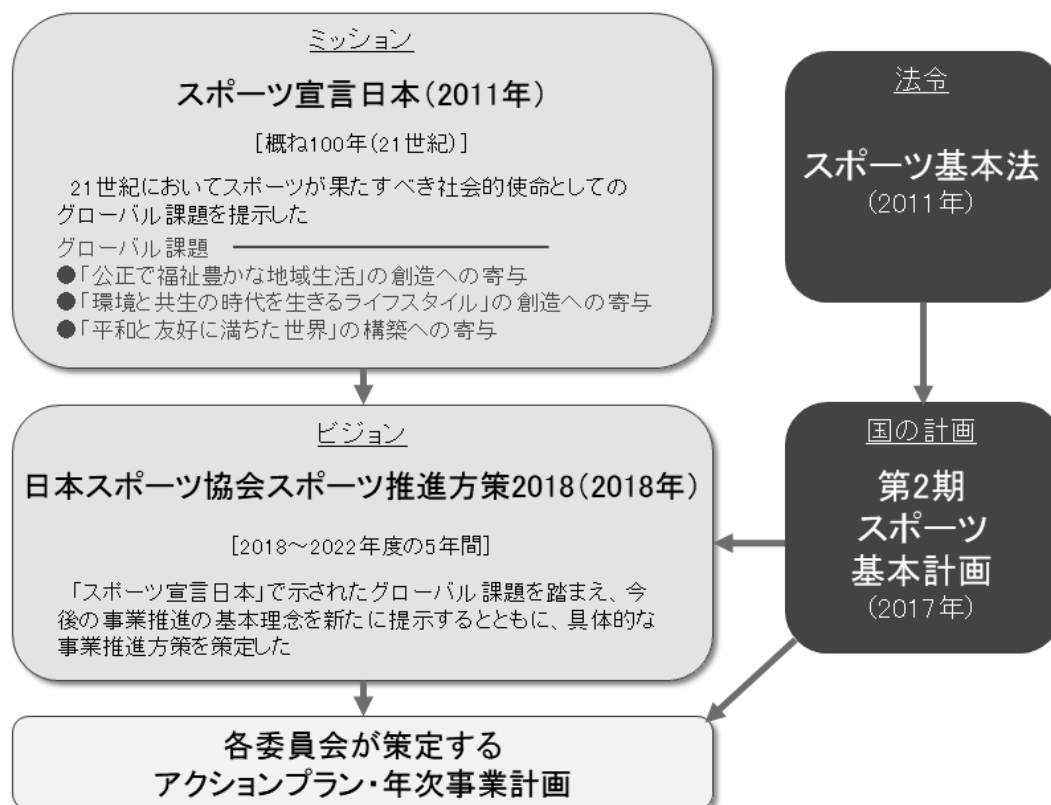 ミッション
スポーツ宣言日本(2011年)
[概ね100年(21世紀)]
21世紀においてスポーツが果たすべき社会的使命としての
グローバル課題を提示した
グローバル課題
●「公正で福祉豊かな地域生活」の創造への寄与
●「環境と共生の時代を生きるライフスタイル」の創造への寄与
●「平和と友好に満ちた世界」の構築への寄与
ビジョン
日本スポーツ協会スポーツ推進方策2018(2018年)
[2018～2022年度の5年間]
「スポーツ宣言日本」で示されたグローバル課題を踏まえ、今
後の事業推進の基本理念を新たに提示するとともに、具体的な
事業推進方策を策定した
各委員会が策定する
アクションプラン・年次事業計画
法令
スポーツ基本法
(2011年)
国の計画
第2期
スポーツ
基本計画
(2017年)